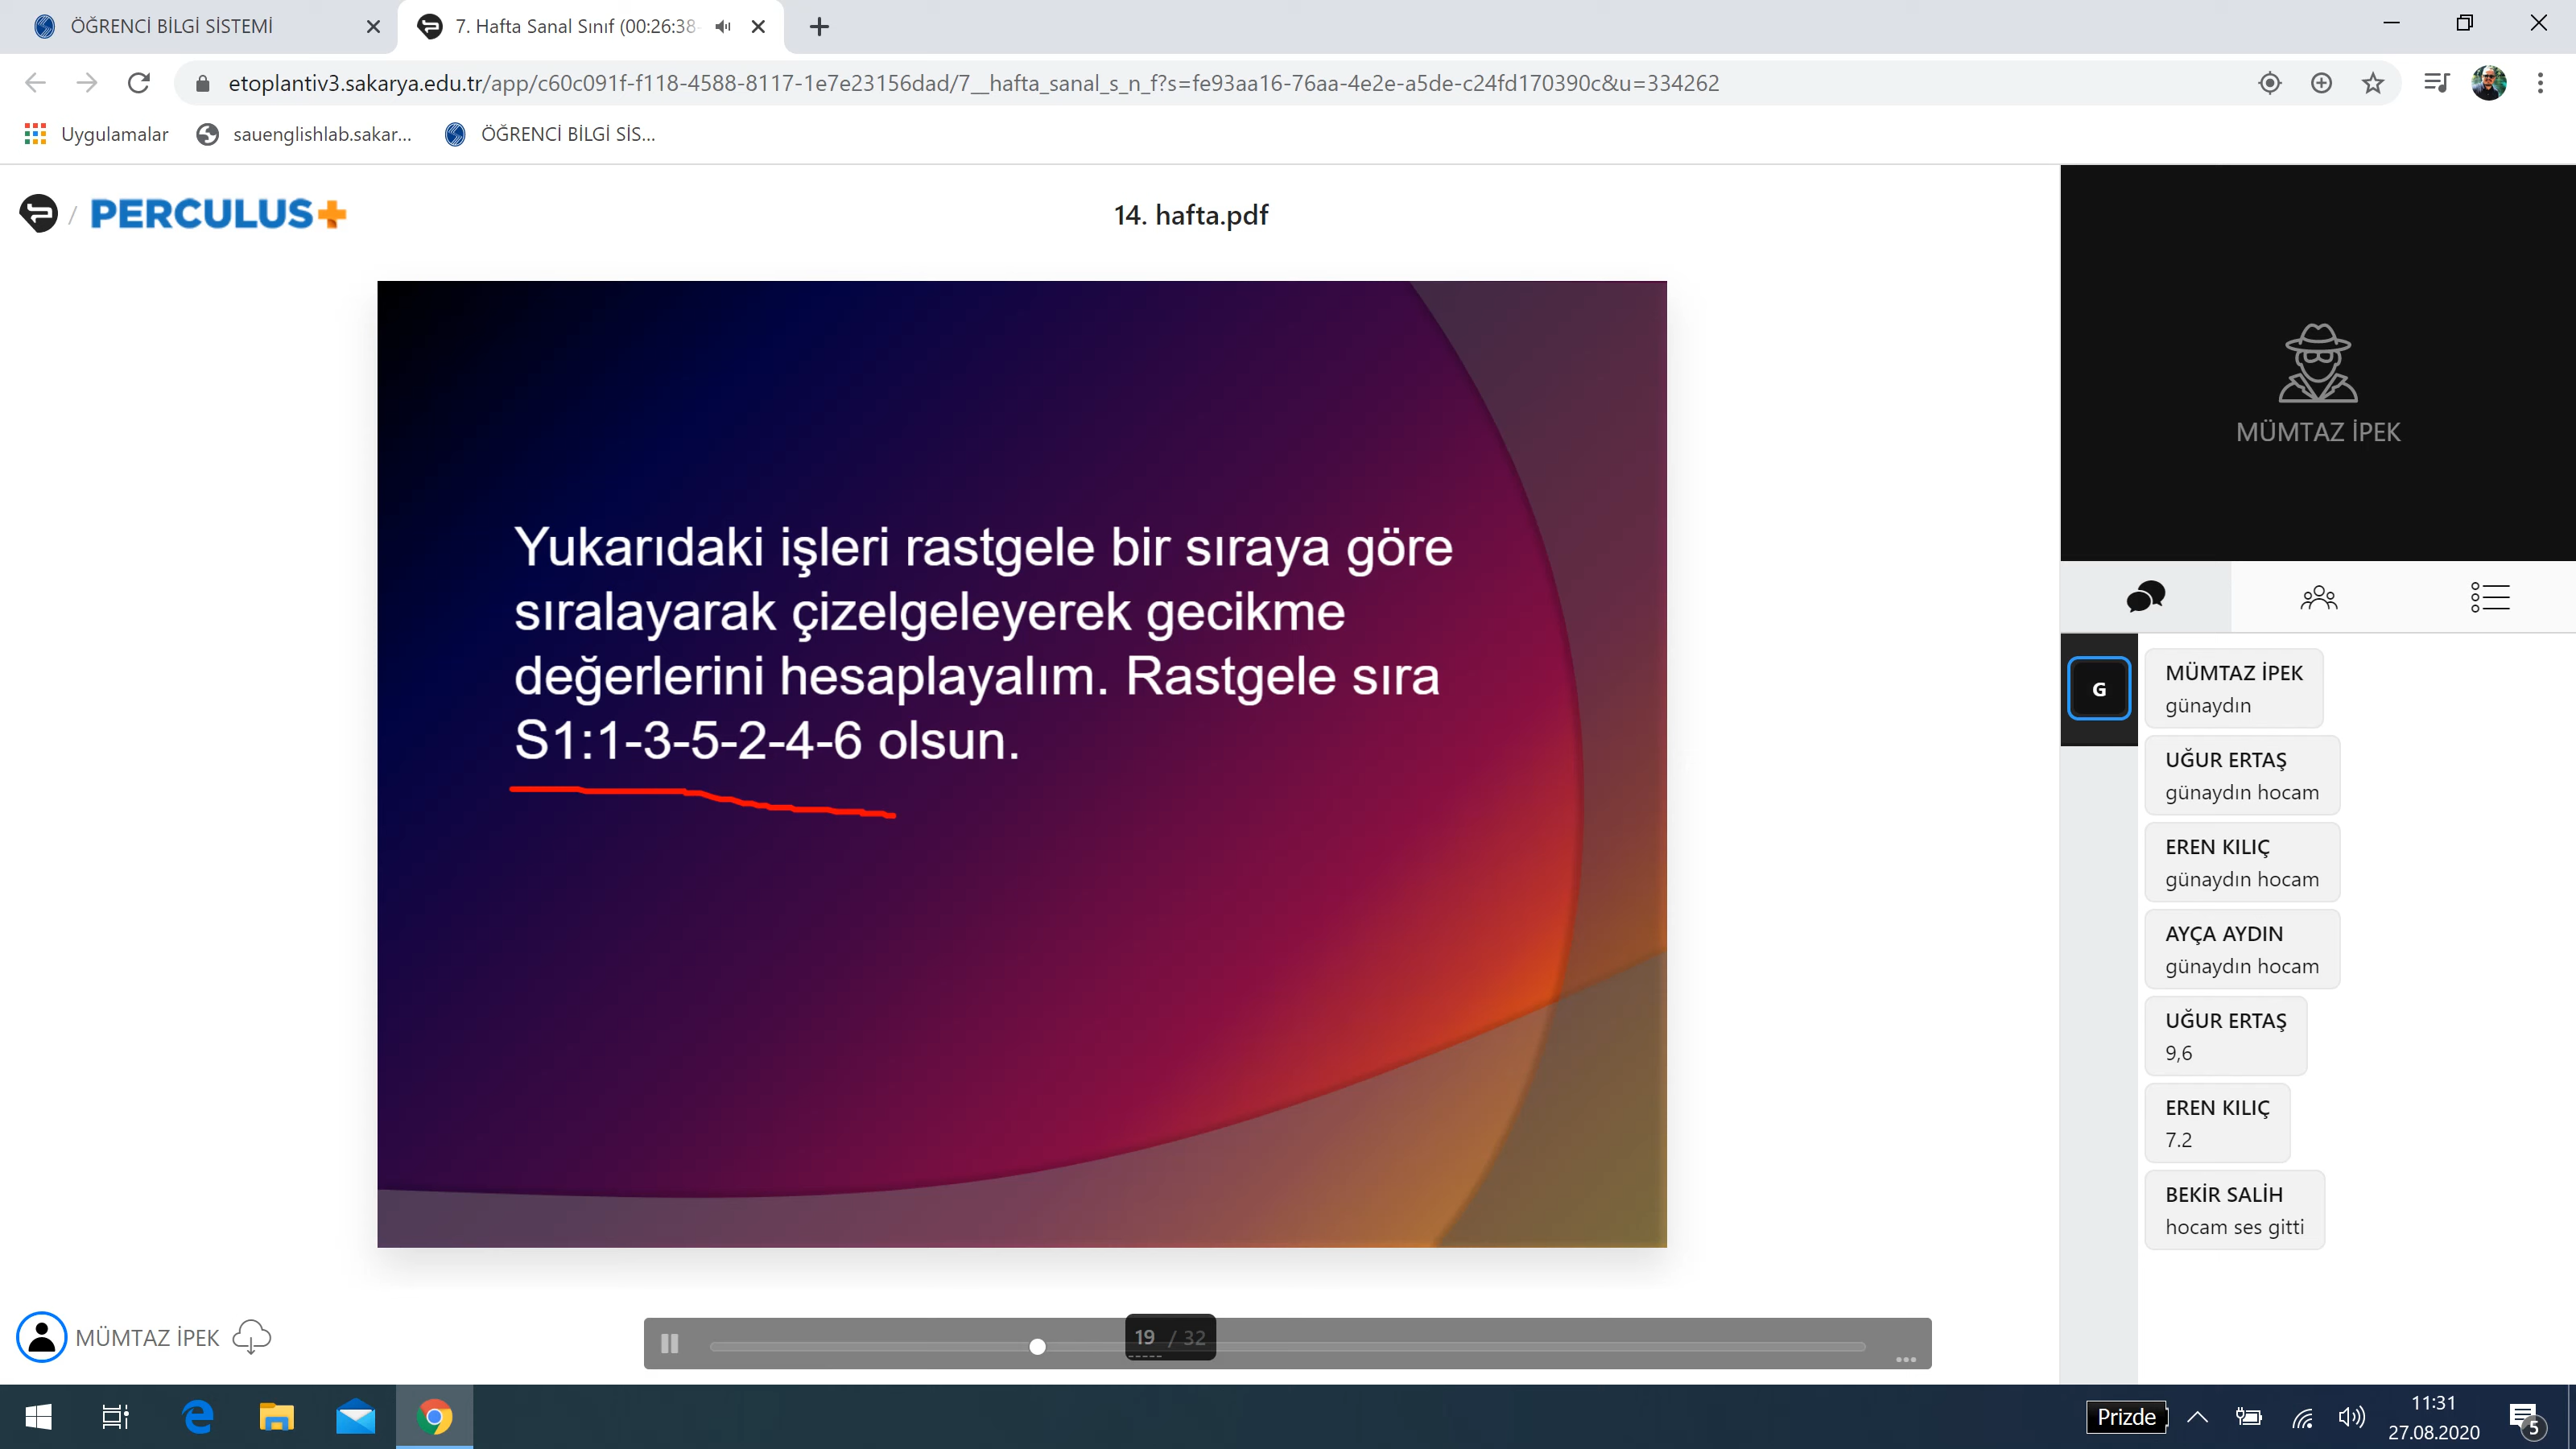 ÖĞRENCİ BİLGİ SİSTEMİ
7. Hafta Sanal Sınıf (00:26:38-
etoplantiv3.sakarya.edu.tr/app/c60c091f-f118-4588-8117-1e7e23156dad/7__hafta_sanal_s_n_f?s=fe93aa16-76aa-4e2e-a5de-c24fd170390c&u=334262
Uygulamalar
sauenglishlab.sakar...
ÖĞRENCİ BİLGİ SİS...
/ PERCULUS+
14. hafta.pdf
Yukarıdaki işleri rastgele bir sıraya göre
sıralayarak çizelgeleyerek gecikme
değerlerini hesaplayalım. Rastgele sıra
S1:1-3-5-2-4-6 olsun.
MÜMTAZ İPEK
G
MÜMTAZ İPEK
günaydın
UĞUR ERTAŞ
günaydın hocam
EREN KILIÇ
günaydın hocam
AYÇA AYDIN
günaydın hocam
UĞUR ERTAŞ
9,6
EREN KILIÇ
7.2
BEKİR SALİH
hocam ses gitti
MÜMTAZ İPEK
19 / 32
Prizde
11:31
27.08.2020
5